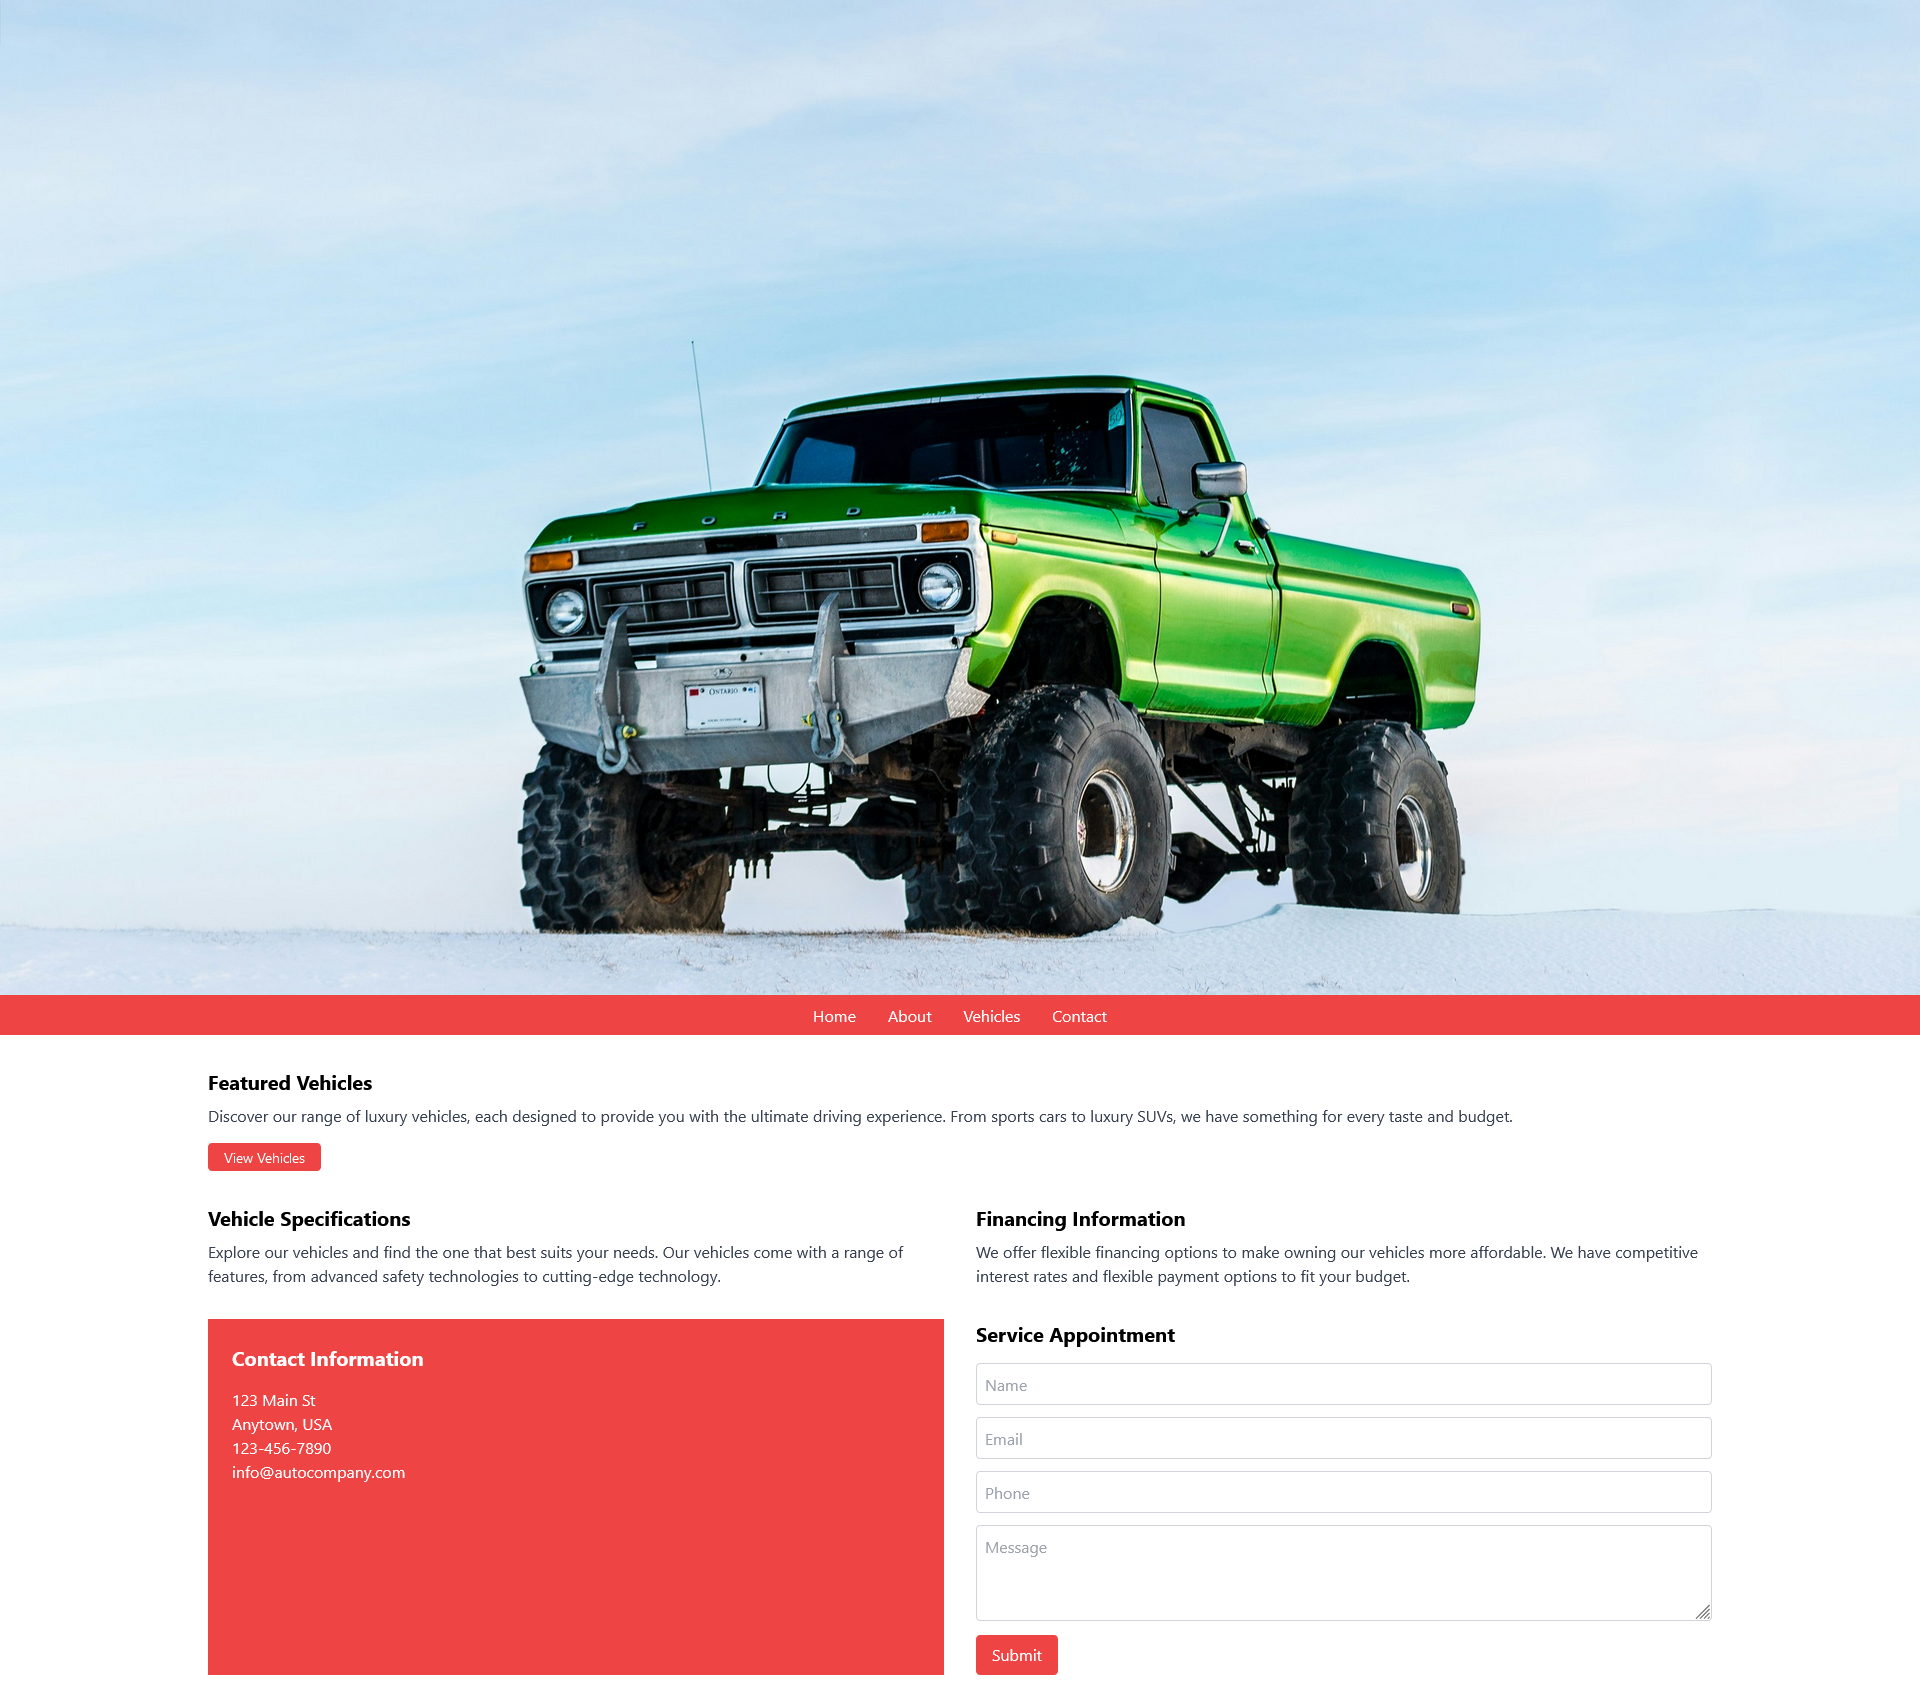 FORD
ONTARIO
Home About Vehicles Contact
Featured Vehicles
Discover our range of luxury vehicles, each designed to provide you with the ultimate driving experience. From sports cars to luxury SUVs, we have something for every taste and budget.
View Vehicles
Vehicle Specifications
Explore our vehicles and find the one that best suits your needs. Our vehicles come with a range of
features, from advanced safety technologies to cutting-edge technology.
Financing Information
We offer flexible financing options to make owning our vehicles more affordable. We have competitive
interest rates and flexible payment options to fit your budget.
Contact Information
123 Main St
Anytown, USA
123-456-7890
info@autocompany.com
Service Appointment
Name
Email
Phone
Message
Submit